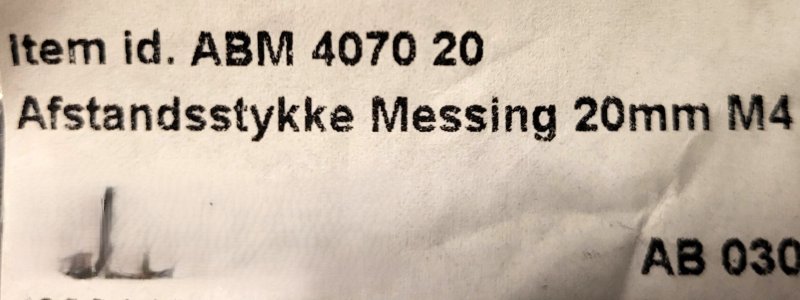 Item id. ABM 4070 20
Afstandsstykke Messing 20mm M4
AB 030